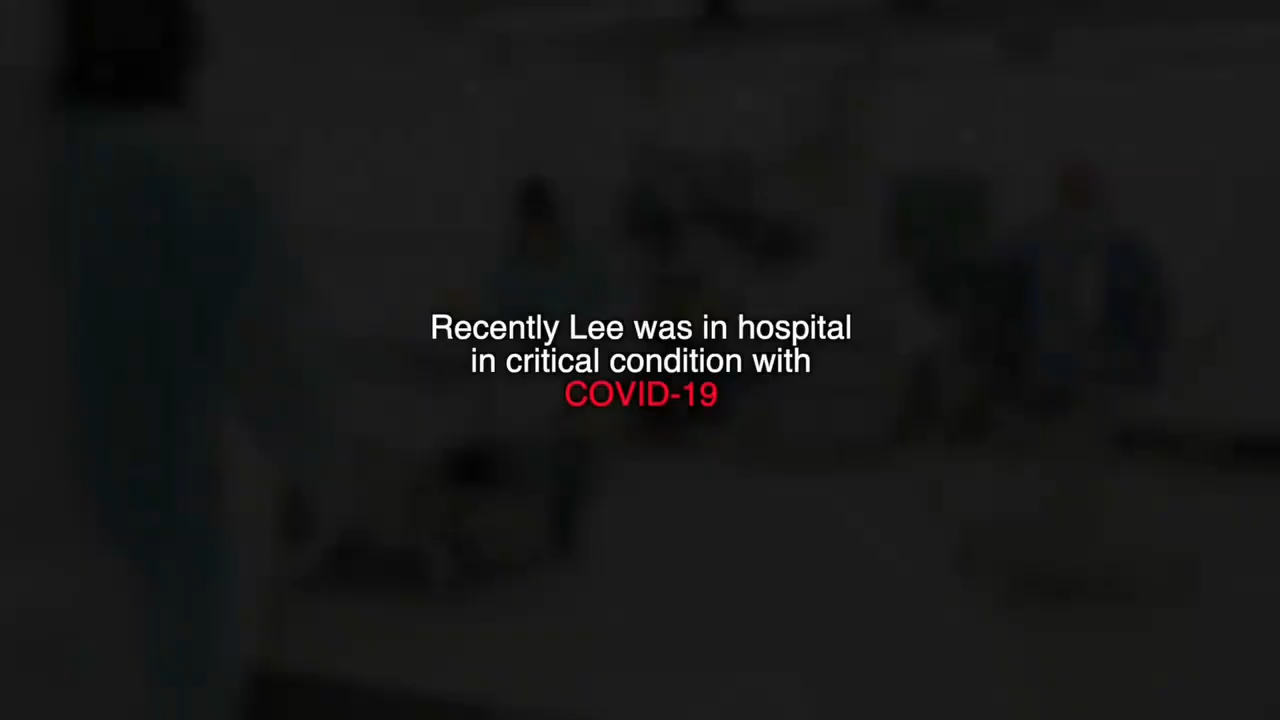 Recently Lee was in hospital
in critical condition with
COVID-19